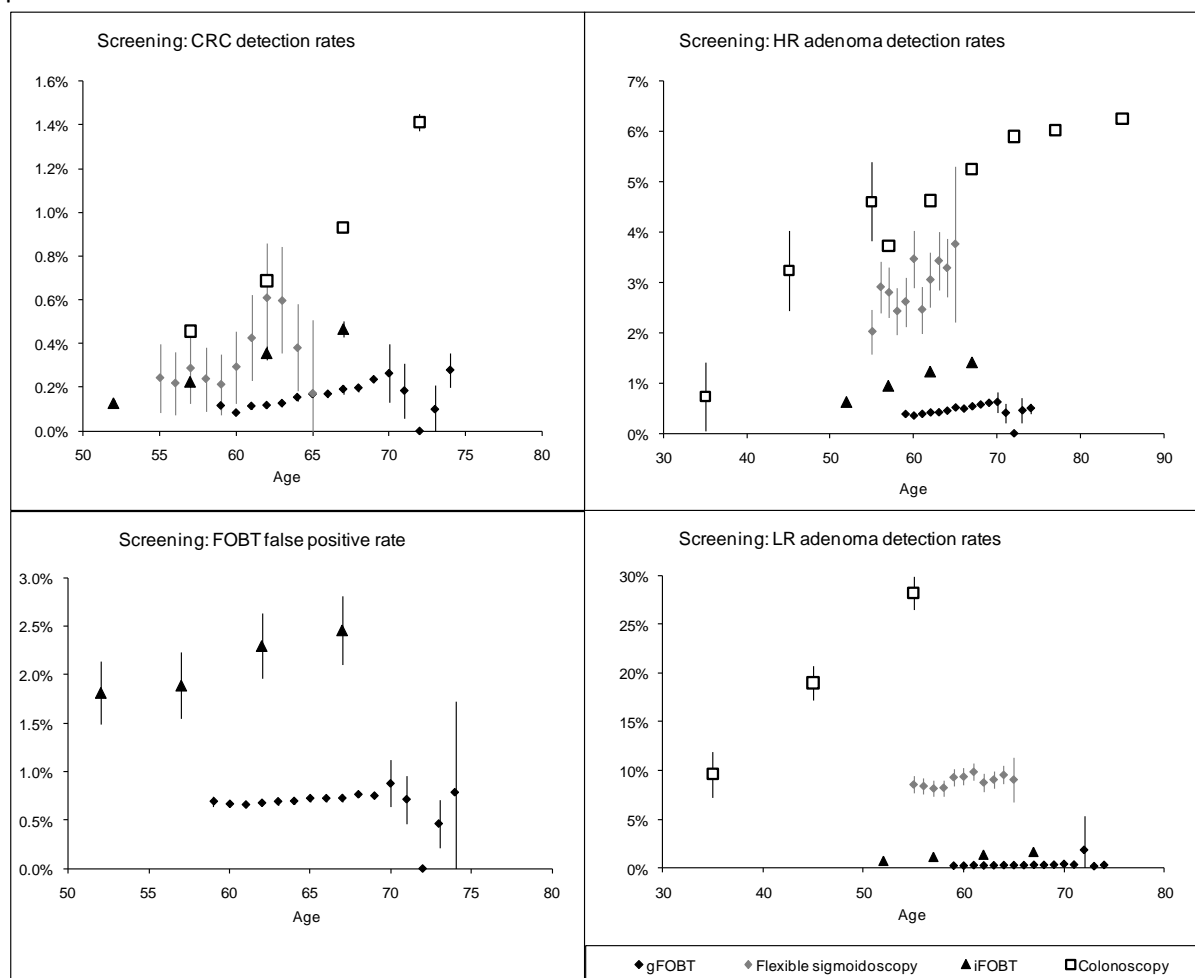 Screening: CRC detection rates
1.6%
1.4%
1.2%
1.0%
0.8%
0.6%
0.4%
0.2%
0.0%
50 55 60 65 70 75 80
Age
Screening: HR adenoma detection rates
7%
6%
5%
4%
3%
2%
1%
0%
30 40 50 60 70 80 90
Age
Screening: FOBT false positive rate
3.0%
2.5%
2.0%
1.5%
1.0%
0.5%
0.0%
50 55 60 65 70 75 80
Age
Screening: LR adenoma detection rates
30%
25%
20%
15%
10%
5%
0%
30 40 50 60 70 80
Age
gFOBT Flexible sigmoidoscopy iFOBT Colonoscopy